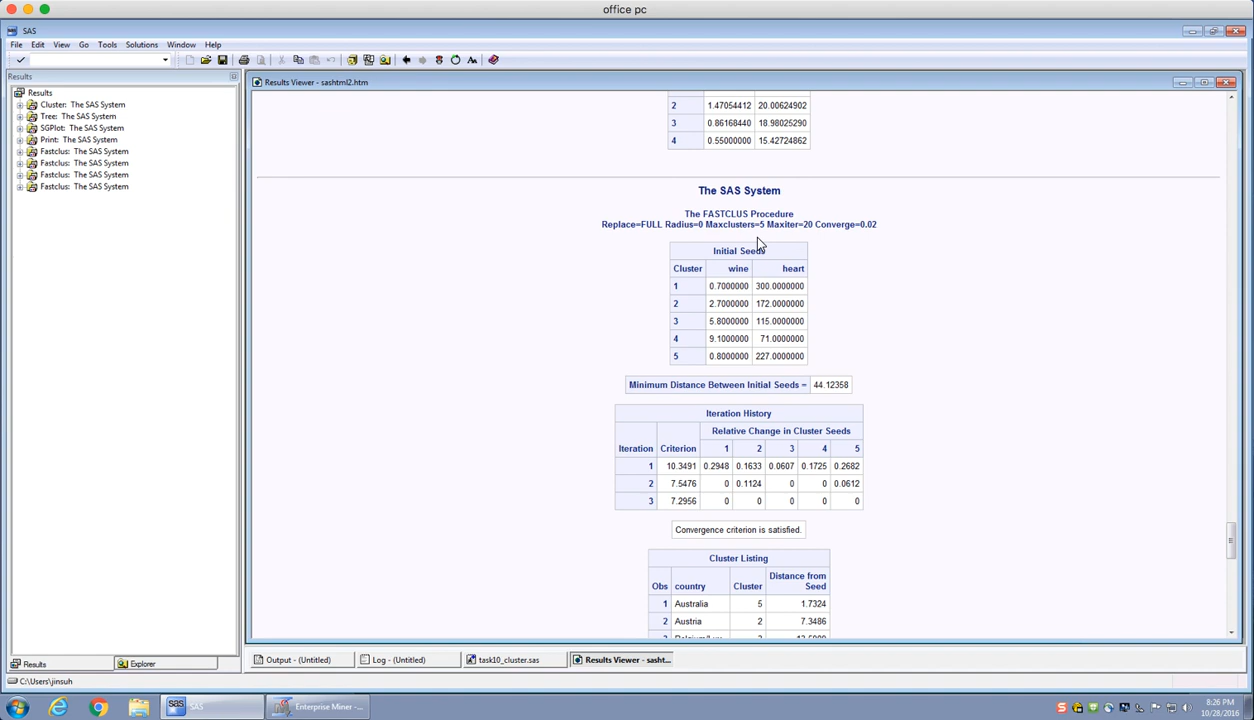 office pc
SAS
File Edit View Go Tools Solutions Window Help
Results
Results Viewer - sashtml2.htm
Results
Cluster: The SAS System
Tree: The SAS System
SGPlot: The SAS System
Print: The SAS System
Fastclus: The SAS System
Fastclus: The SAS System
Fastclus: The SAS System
Fastclus: The SAS System
2 1.47054412 20.00624902
3 0.86168440 18.98025290
4 0.55000000 15.42724862
The SAS System
The FASTCLUS Procedure
Replace=FULL Radius=0 Maxclusters=5 Maxiter=20 Converge=0.02
Initial Seeds
Cluster wine heart
1 0.7000000 300.0000000
2 2.7000000 172.0000000
3 5.8000000 115.0000000
4 9.1000000 71.0000000
5 0.8000000 227.0000000
Minimum Distance Between Initial Seeds = 44.12358
Iteration History
Relative Change in Cluster Seeds
Iteration Criterion 1 2 3 4 5
1 10.3491 0.2948 0.1633 0.0607 0.1725 0.2682
2 7.5476 0 0.1124 0 0 0.0612
3 7.2956 0 0 0 0 0
Convergence criterion is satisfied.
Cluster Listing
Obs country Cluster Distance from
Seed
1 Australia 5 1.7324
2 Austria 2 7.3486
Results Explorer
Output - (Untitled) Log - (Untitled) task10_cluster.sas Results Viewer - sasht...
C:\Users\jinsuh
SAS Enterprise Miner -...
8:26 PM
10/28/2016